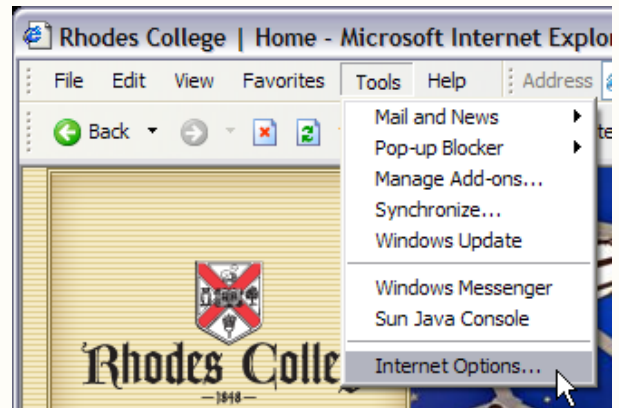 Rhodes College | Home - Microsoft Internet Explo
File Edit View Favorites Tools Help Address
Back
Mail and News
Pop-up Blocker
Manage Add-ons...
Synchronize...
Windows Update
Windows Messenger
Sun Java Console
Internet Options...
Rhodes Colle
1848